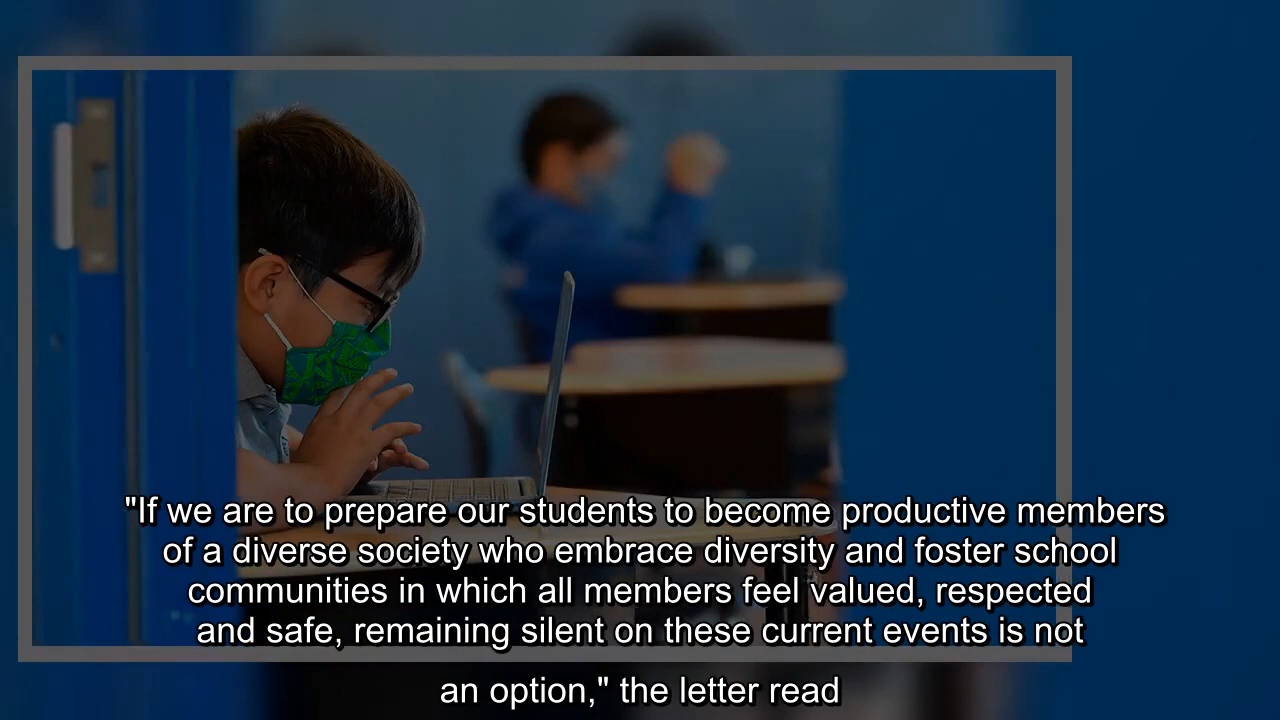 "If we are to prepare our students to become productive members
of a diverse society who embrace diversity and foster school
communities in which all members feel valued, respected
and safe, remaining silent on these current events is not
an option," the letter read